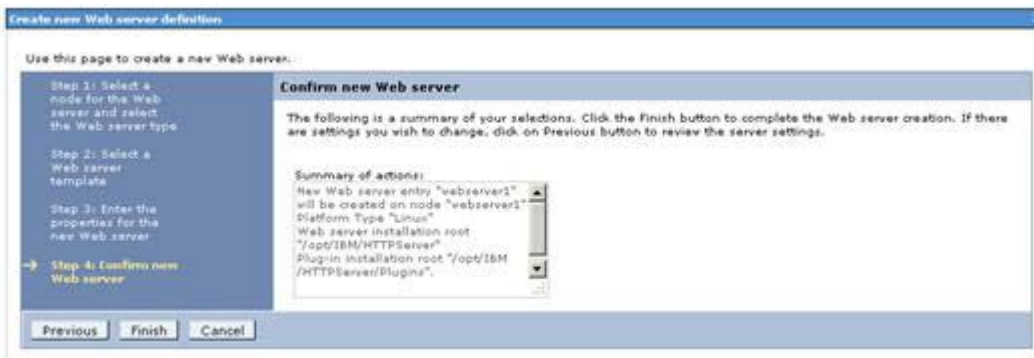 Create new Web server definition
Use this page to create a new Web server.
Step 1: Select a
node for the Web
server and select
the Web server type
Step 2: Select a
Web server
template
Step 3: Enter the
properties for the
new Web server
Step 4: Confirm new
Web server
Confirm new Web server
The following is a summary of your selections. Click the Finish button to complete the Web server creation. If there
are settings you wish to change, click on Previous button to review the server settings.
Summary of actions:
New Web server entry "webserver1"
will be created on node "webserver1"
Platform Type "Linux"
Web server installation root
"/opt/IBM/HTTPServer"
Plug-in installation root "/opt/IBM
/HTTPServer/Plugins".
Previous
Finish
Cancel